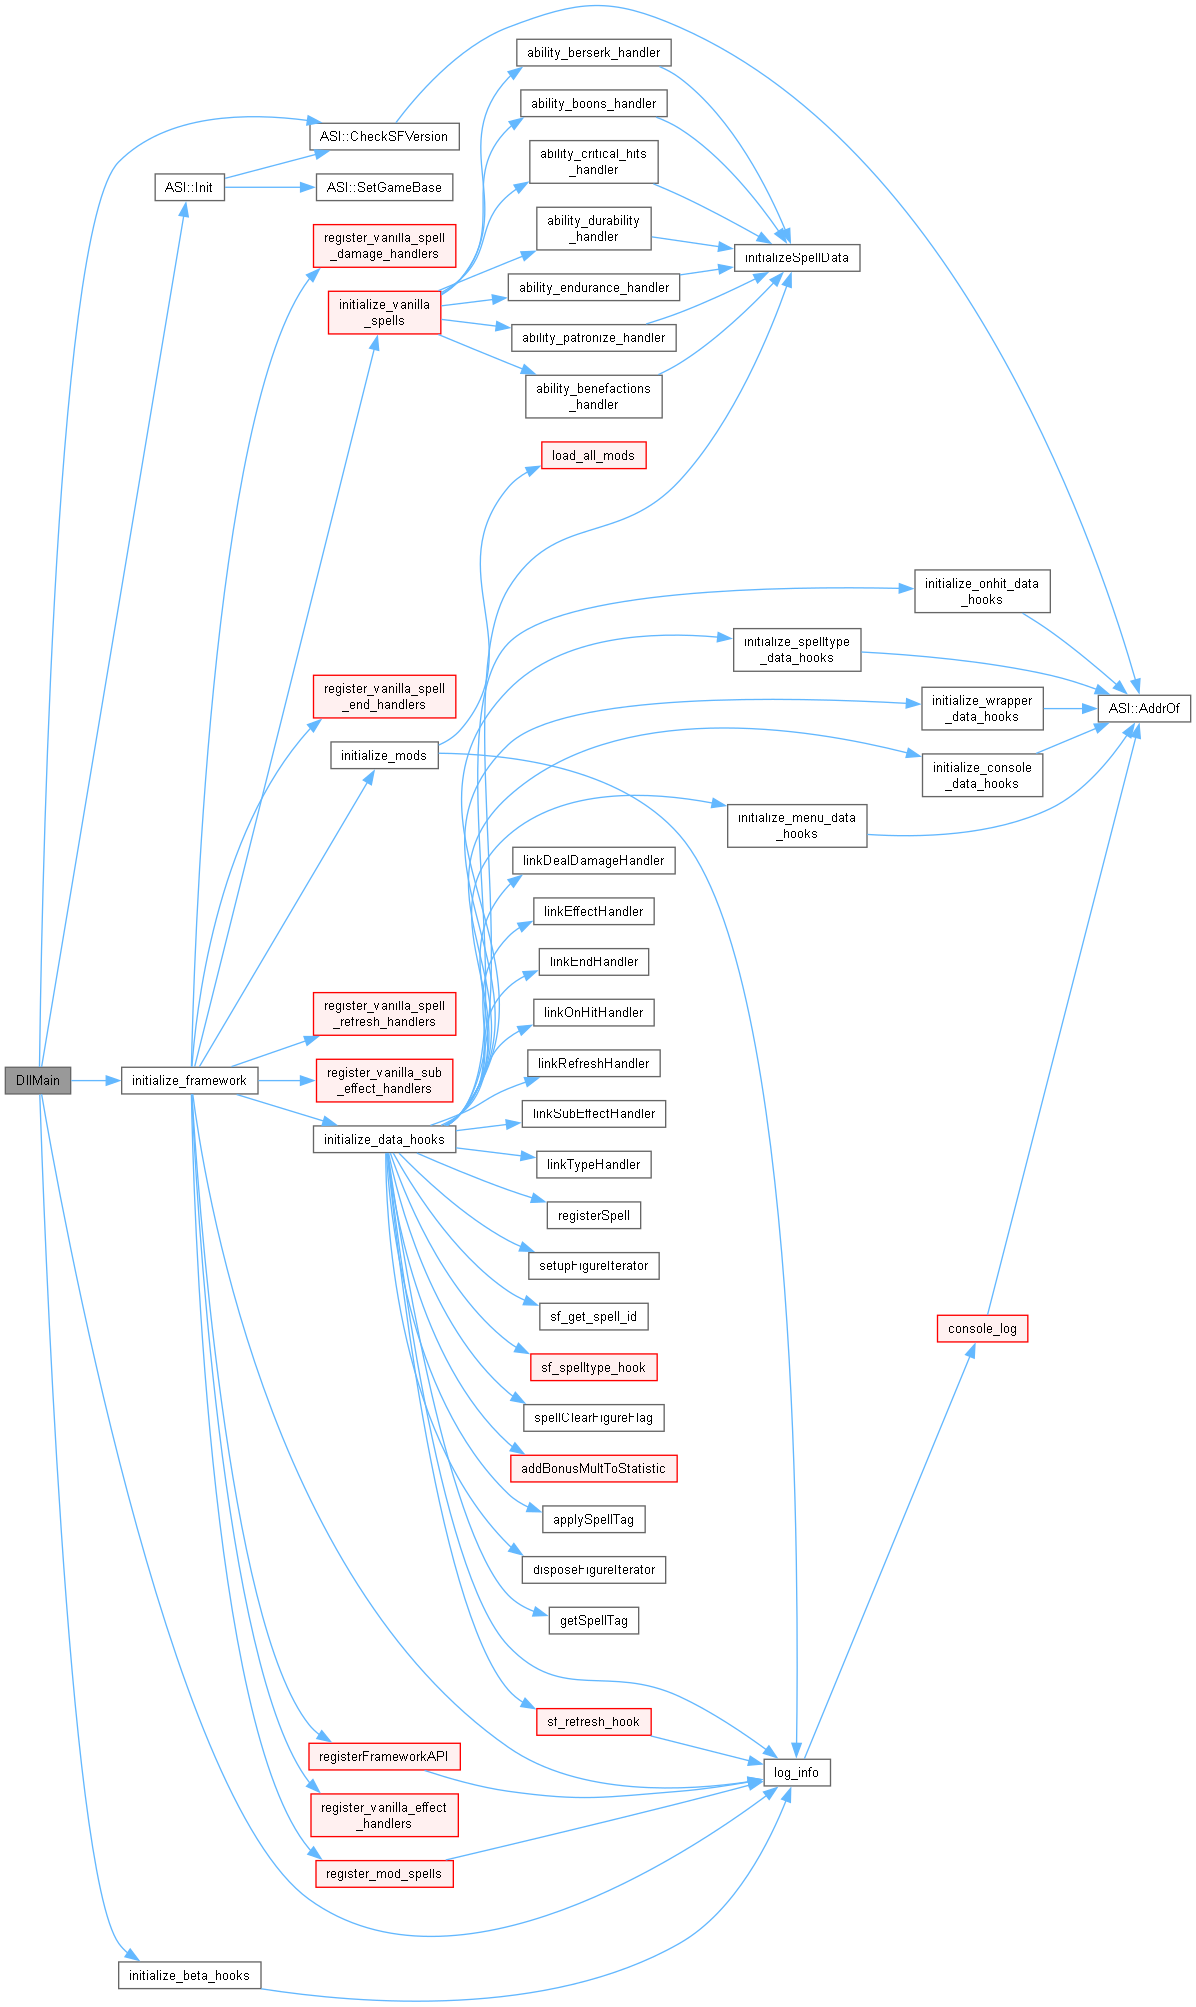 ability_berserk_handler
ability_boons_handler
ASI::CheckSFVersion
ability_critical_hits
_handler
ASI::Init
ASI::SetGameBase
ability_durability
_handler
register_vanilla_spell
_damage_handlers
initializeSpellData
ability_endurance_handler
initialize_vanilla
_spells
ability_patronize_handler
ability_benefactions
_handler
load_all_mods
initialize_onhit_data
_hooks
initialize_spelltype
_data_hooks
register_vanilla_spell
_end_handlers
initialize_wrapper
_data_hooks
ASI::AddrOf
initialize_mods
initialize_console
_data_hooks
initialize_menu_data
_hooks
linkDealDamageHandler
linkEffectHandler
linkEndHandler
register_vanilla_spell
_refresh_handlers
linkOnHitHandler
linkRefreshHandler
DllMain
initialize_framework
register_vanilla_sub
_effect_handlers
linkSubEffectHandler
initialize_data_hooks
linkTypeHandler
registerSpell
setupFigureIterator
sf_get_spell_id
console_log
sf_spelltype_hook
spellClearFigureFlag
addBonusMultToStatistic
applySpellTag
disposeFigureIterator
getSpellTag
sf_refresh_hook
registerFrameworkAPI
log_info
register_vanilla_effect
_handlers
register_mod_spells
initialize_beta_hooks